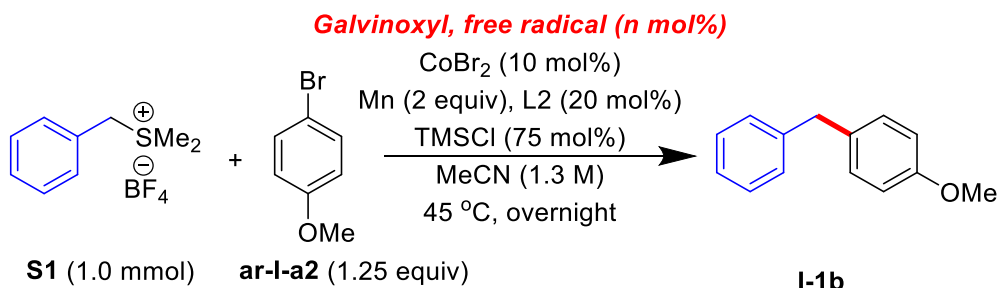 Galvinoxyl, free radical (n mol%)
CoBr₂ (10 mol%)
Mn (2 equiv), L2 (20 mol%)
TMSCl (75 mol%)
MeCN (1.3 M)
45 °C, overnight
+
SMe₂
−
BF₄
+
Br
OMe
OMe
S1 (1.0 mmol)
ar-I-a2 (1.25 equiv)
I-1b